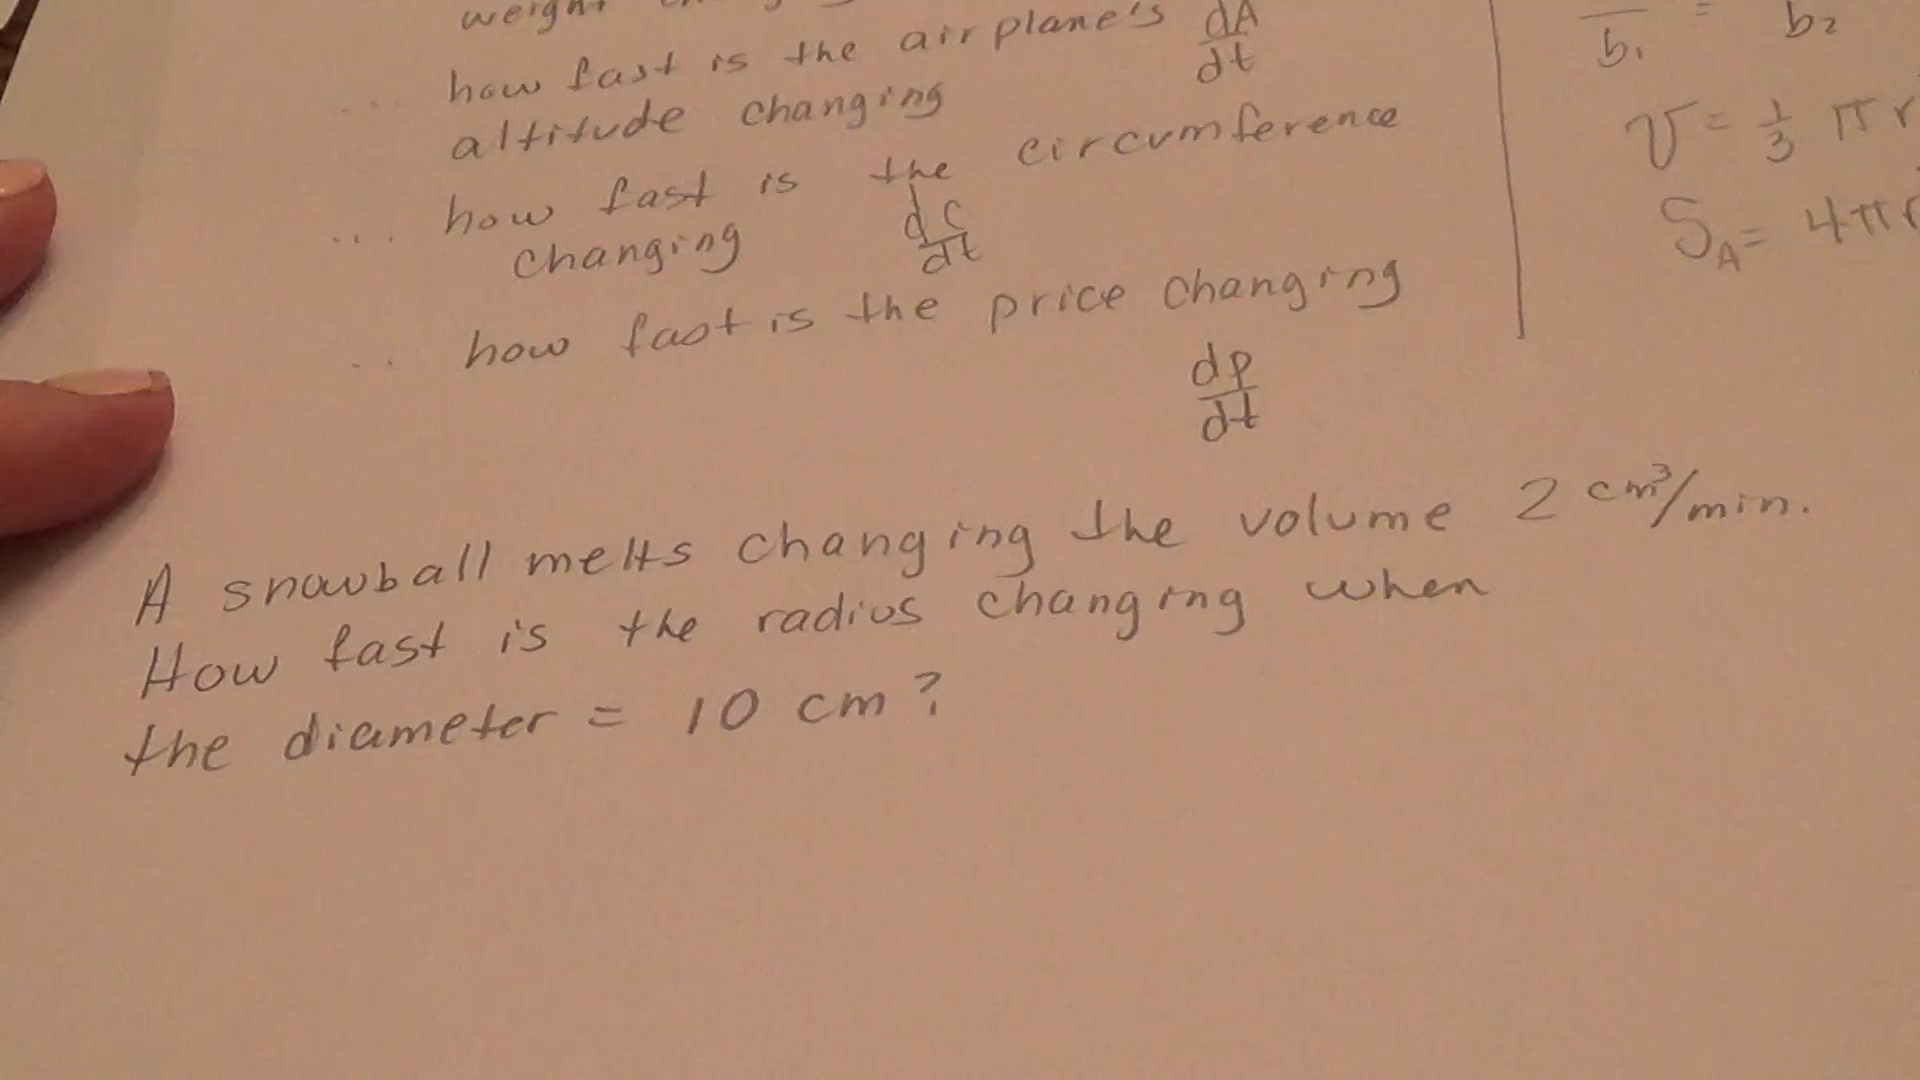 how fast is the airplane's dA/dt
altitude changing
... how fast is the circumference
changing dC/dt
.. how fast is the price changing
dp/dt
A snowball melts changing the volume 2 cm³/min.
How fast is the radius changing when
the diameter = 10 cm?
b₁ = b₂
V = 1/3 π r
S_A = 4π r